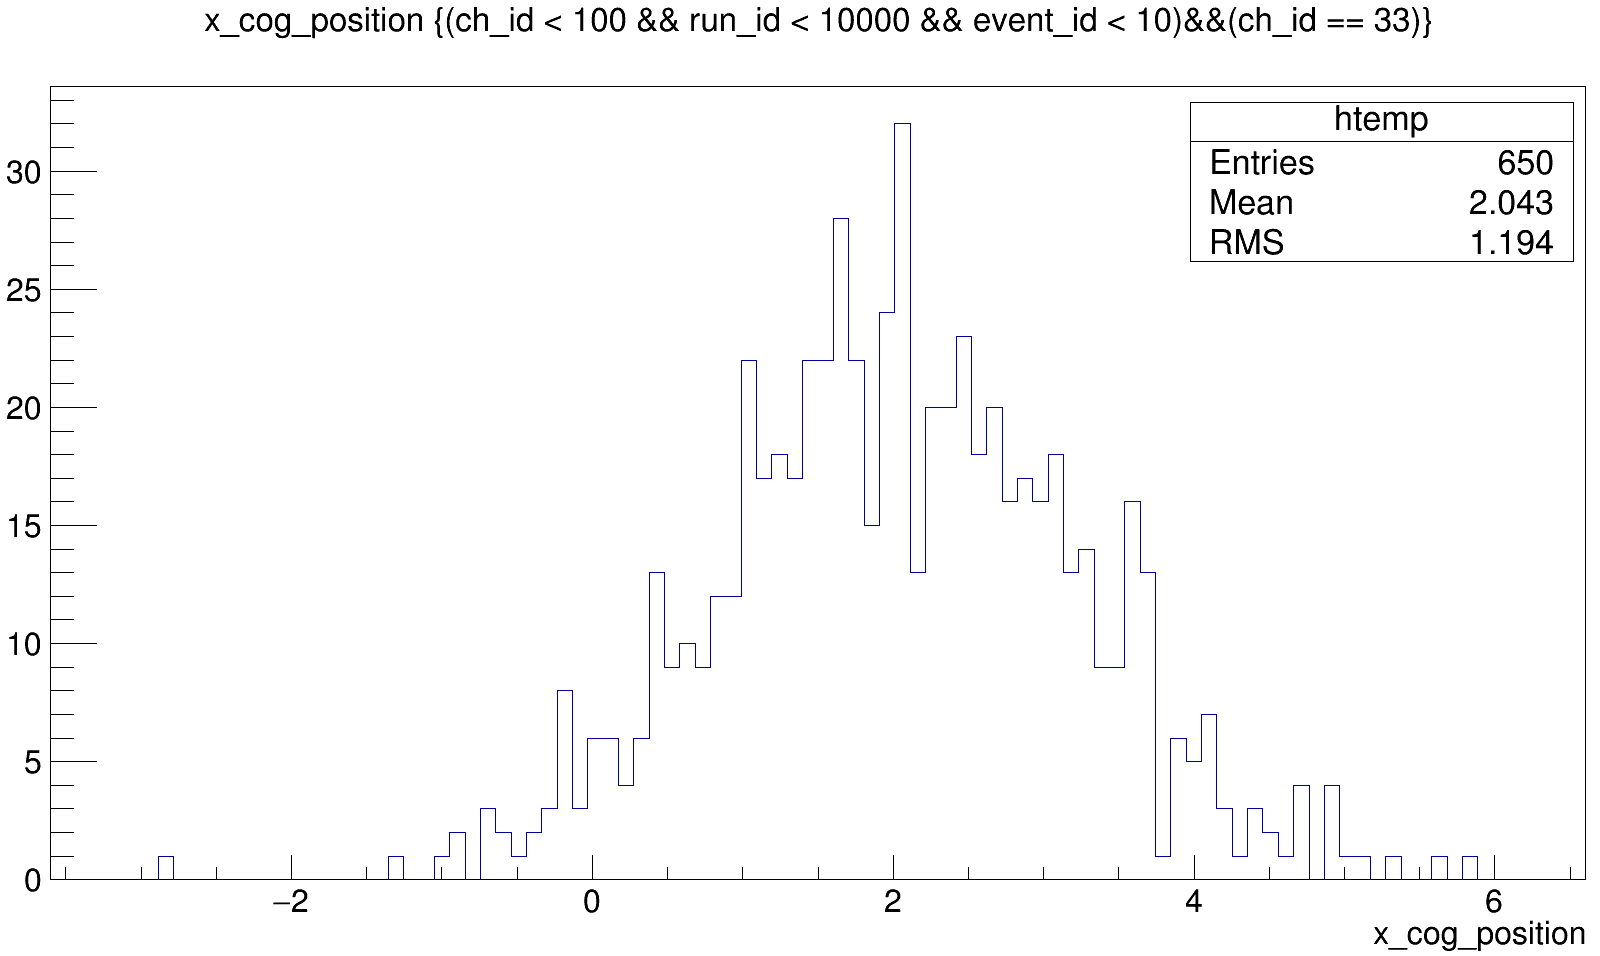 x_cog_position {(ch_id < 100 && run_id < 10000 && event_id < 10)&&(ch_id == 33)}
htemp
Entries 650
Mean 2.043
RMS 1.194
30
25
20
15
10
5
0
−2 0 2 4 6
x_cog_position